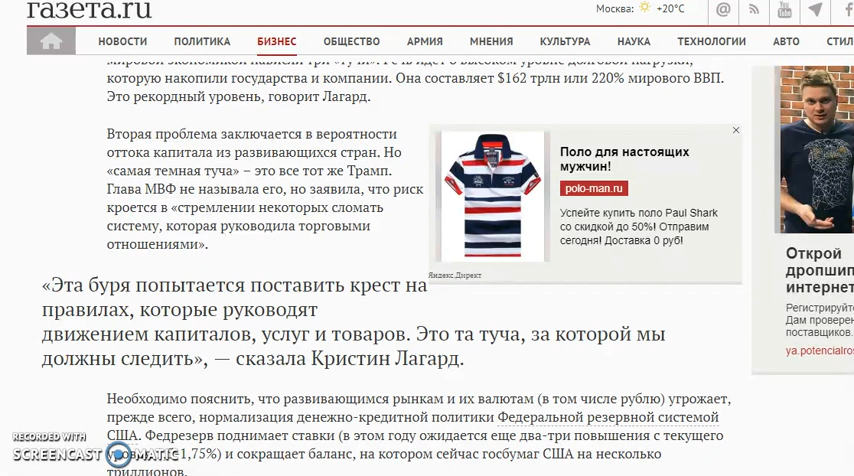 газета.ru
Москва: +20°C
НОВОСТИ ПОЛИТИКА БИЗНЕС ОБЩЕСТВО АРМИЯ МНЕНИЯ КУЛЬТУРА НАУКА ТЕХНОЛОГИИ АВТО СТИЛ
которую накопили государства и компании. Она составляет $162 трлн или 220% мирового ВВП.
Это рекордный уровень, говорит Лагард.
Вторая проблема заключается в вероятности
оттока капитала из развивающихся стран. Но
«самая темная туча» – это все тот же Трамп.
Глава МВФ не называла его, но заявила, что риск
кроется в «стремлении некоторых сломать
систему, которая руководила торговыми
отношениями».
Поло для настоящих
мужчин!
polo-man.ru
Успейте купить поло Paul Shark
со скидкой до 50%! Отправим
сегодня! Доставка 0 руб!
Яндекс.Директ
Открой
дропшип
интернет
Регистрируйт
Дам проверен
поставщиков.
ya.potencialros
«Эта буря попытается поставить крест на
правилах, которые руководят
движением капиталов, услуг и товаров. Это та туча, за которой мы
должны следить», — сказала Кристин Лагард.
Необходимо пояснить, что развивающимся рынкам и их валютам (в том числе рублю) угрожает,
прежде всего, нормализация денежно-кредитной политики Федеральной резервной системой
США. Федрезерв поднимает ставки (в этом году ожидается еще два-три повышения с текущего
1,75%) и сокращает баланс, на котором сейчас госбумаг США на несколько
триллионов.
RECORDED WITH
SCREENCAST MATIC